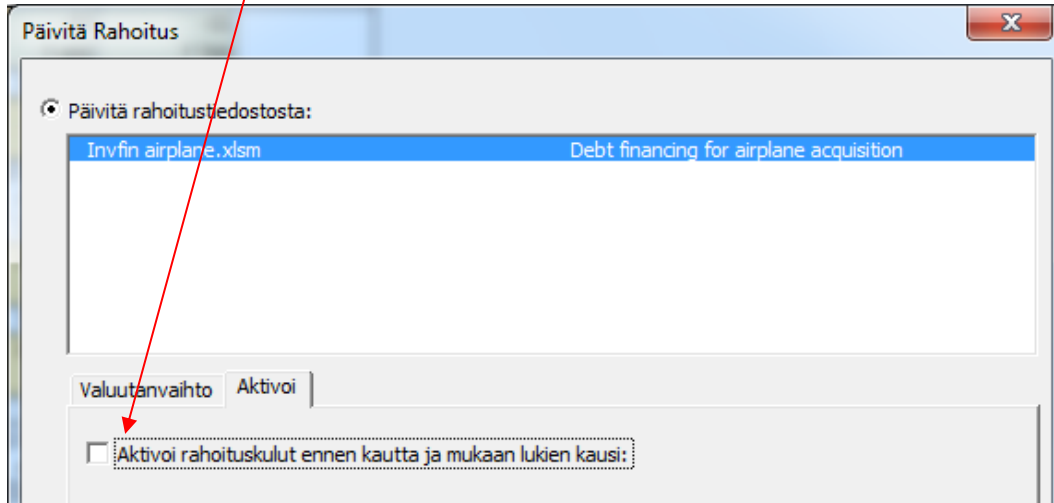 Päivitä Rahoitus
Päivitä rahoitustiedostosta:
Invfin airplane.xlsm Debt financing for airplane acquisition
Valuutanvaihto Aktivoi
Aktivoi rahoituskulut ennen kautta ja mukaan lukien kausi: